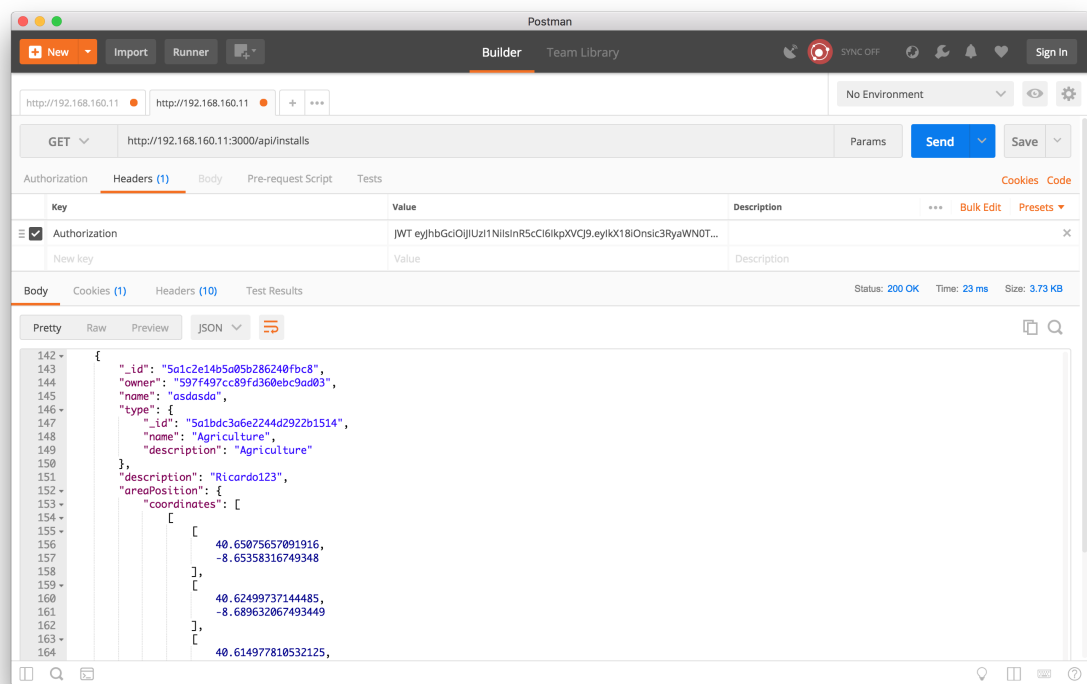 Postman
New Import Runner Builder Team Library SYNC OFF Sign In
http://192.168.160.11 http://192.168.160.11 + ••• No Environment
GET http://192.168.160.11:3000/api/installs Params Send Save
Authorization Headers (1) Body Pre-request Script Tests Cookies Code
Key Value Description ••• Bulk Edit Presets
Authorization JWT eyJhbGciOiJIUzI1NiIsInR5cCI6IkpXVCJ9.eyIkX18iOnsic3RyaWN0T...
New key Value Description
Body Cookies (1) Headers (10) Test Results Status: 200 OK Time: 23 ms Size: 3.73 KB
Pretty Raw Preview JSON
142 {
143 "_id": "5a1c2e14b5a05b286240fbc8",
144 "owner": "597f497cc89fd360ebc9ad03",
145 "name": "asdasda",
146 "type": {
147 "_id": "5a1bdc3a6e2244d2922b1514",
148 "name": "Agriculture",
149 "description": "Agriculture"
150 },
151 "description": "Ricardo123",
152 "areaPosition": {
153 "coordinates": [
154 [
155 [
156 40.65075657091916,
157 -8.65358316749348
158 ],
159 [
160 40.62499737144485,
161 -8.689632067493449
162 ],
163 [
164 40.614977810532125,